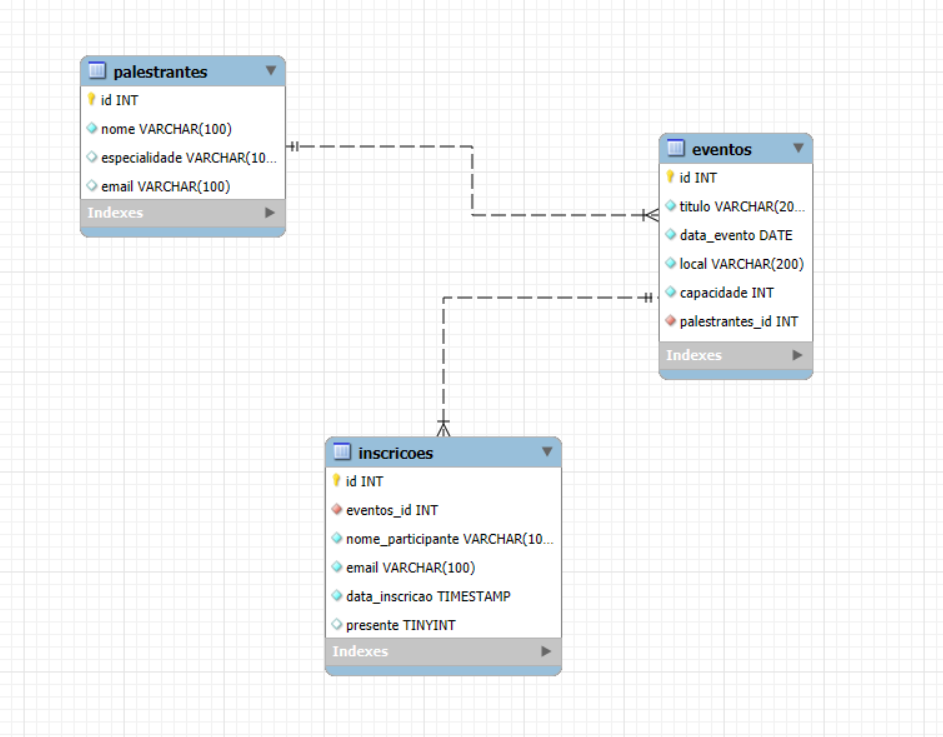 palestrantes
id INT
nome VARCHAR(100)
especialidade VARCHAR(10...
email VARCHAR(100)
Indexes
eventos
id INT
titulo VARCHAR(20...
data_evento DATE
local VARCHAR(200)
capacidade INT
palestrantes_id INT
Indexes
inscricoes
id INT
eventos_id INT
nome_participante VARCHAR(10...
email VARCHAR(100)
data_inscricao TIMESTAMP
presente TINYINT
Indexes